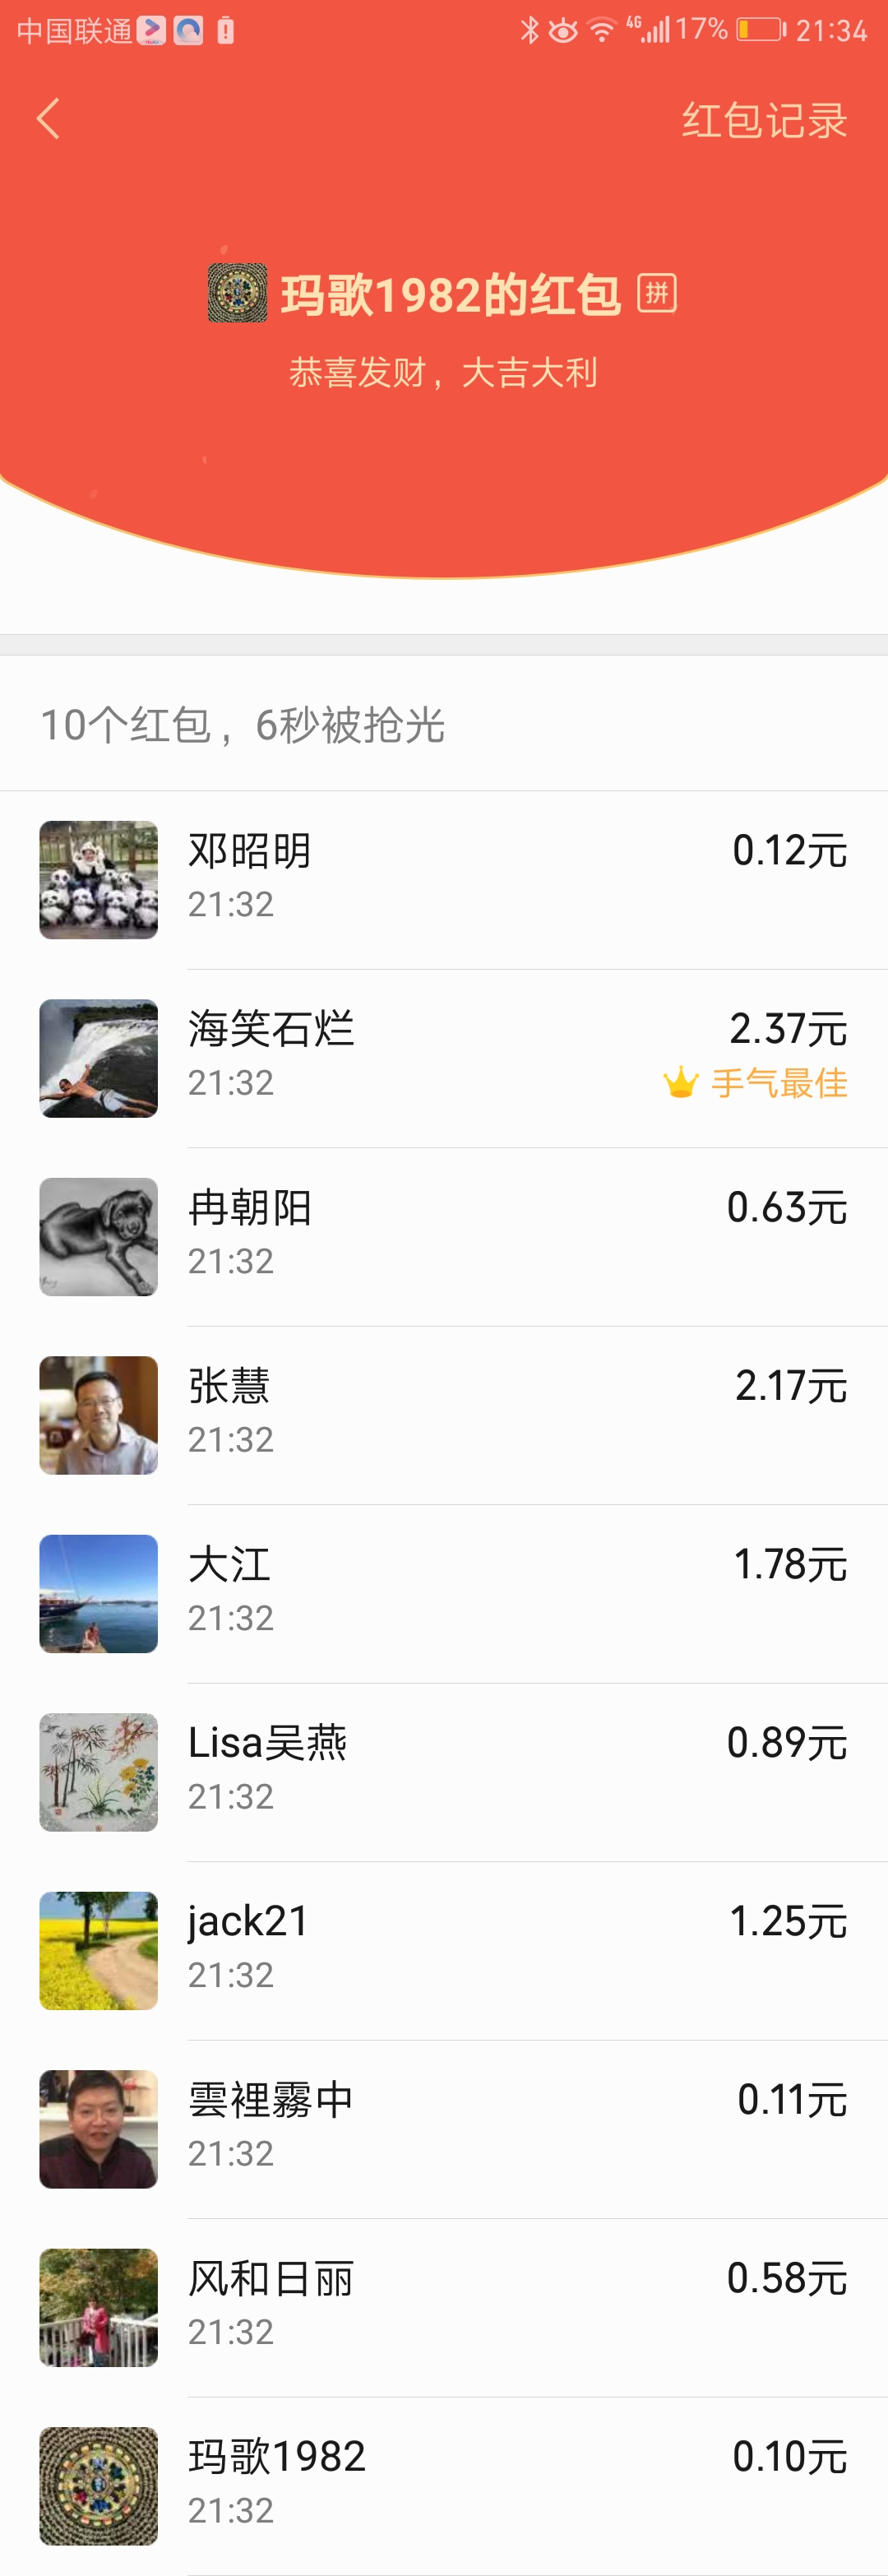 中国联通 4G 17% 21:34
红包记录
玛歌1982的红包 拼
恭喜发财，大吉大利
10个红包，6秒被抢光
邓昭明 0.12元
21:32
海笑石烂 2.37元
21:32 手气最佳
冉朝阳 0.63元
21:32
张慧 2.17元
21:32
大江 1.78元
21:32
Lisa吴燕 0.89元
21:32
jack21 1.25元
21:32
雲裡霧中 0.11元
21:32
风和日丽 0.58元
21:32
玛歌1982 0.10元
21:32